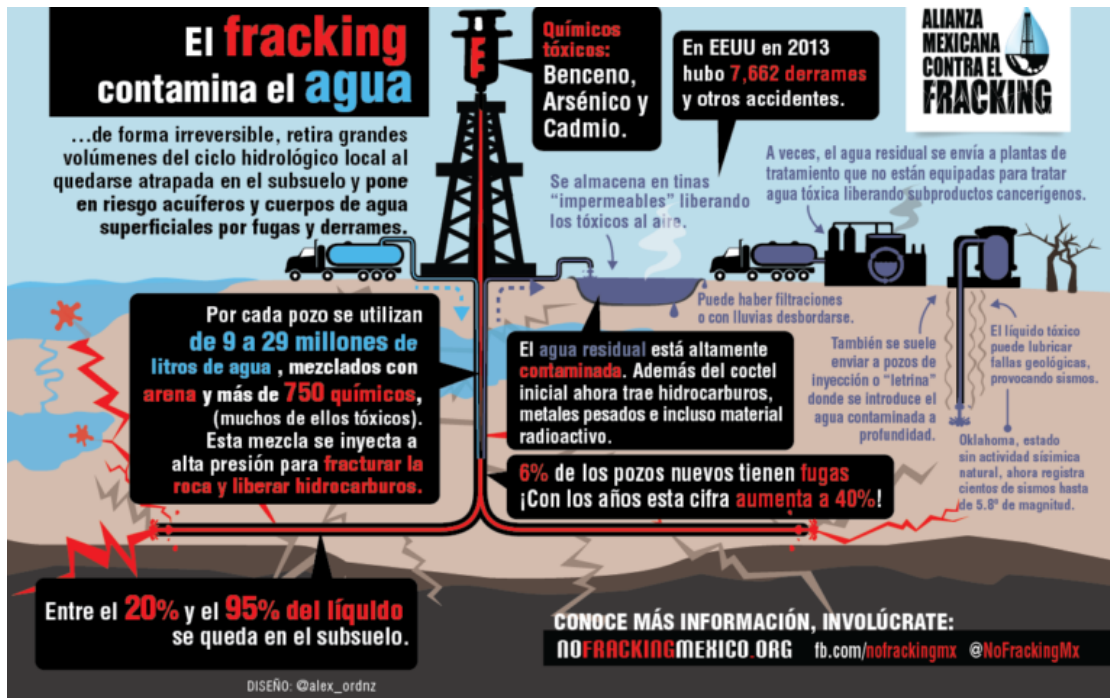 El fracking
contamina el agua
...de forma irreversible, retira grandes
volúmenes del ciclo hidrológico local al
quedarse atrapada en el subsuelo y pone
en riesgo acuíferos y cuerpos de agua
superficiales por fugas y derrames.
Químicos
tóxicos:
Benceno,
Arsénico y
Cadmio.
En EEUU en 2013
hubo 7,662 derrames
y otros accidentes.
ALIANZA
MEXICANA
CONTRA EL
FRACKING
Se almacena en tinas
“impermeables” liberando
los tóxicos al aire.
A veces, el agua residual se envía a plantas de
tratamiento que no están equipadas para tratar
agua tóxica liberando subproductos cancerígenos.
Por cada pozo se utilizan
de 9 a 29 millones de
litros de agua , mezclados con
arena y más de 750 químicos,
(muchos de ellos tóxicos).
Esta mezcla se inyecta a
alta presión para fracturar la
roca y liberar hidrocarburos.
Puede haber filtraciones
o con lluvias desbordarse.
El agua residual está altamente
contaminada. Además del coctel
inicial ahora trae hidrocarburos,
metales pesados e incluso material
radioactivo.
También se suele
enviar a pozos de
inyección o “letrina”
donde se introduce el
agua contaminada a
profundidad.
El líquido tóxico
puede lubricar
fallas geológicas,
provocando sismos.
Oklahoma, estado
sin actividad sísimica
natural, ahora registra
cientos de sismos hasta
de 5.8º de magnitud.
6% de los pozos nuevos tienen fugas
¡Con los años esta cifra aumenta a 40%!
Entre el 20% y el 95% del líquido
se queda en el subsuelo.
CONOCE MÁS INFORMACIÓN, INVOLÚCRATE:
NOFRACKINGMEXICO.ORG fb.com/nofrackingmx @NoFrackingMx
DISEÑO: @alex_ordnz